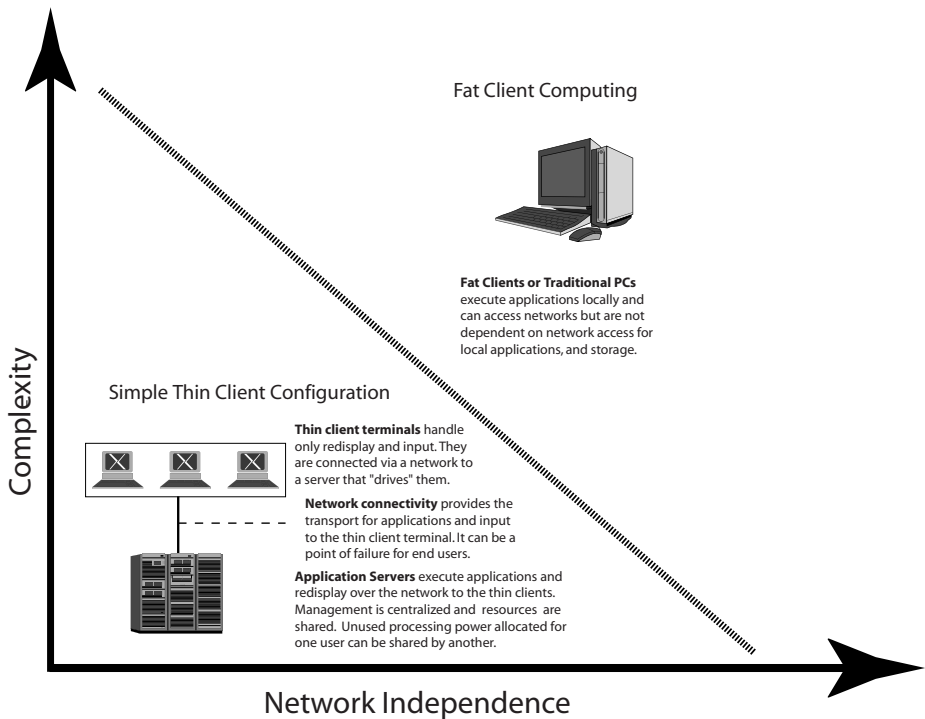 Fat Client Computing
Fat Clients or Traditional PCs
execute applications locally and
can access networks but are not
dependent on network access for
local applications, and storage.
Complexity
Simple Thin Client Configuration
Thin client terminals handle
only redisplay and input. They
are connected via a network to
a server that "drives" them.
Network connectivity provides the
transport for applications and input
to the thin client terminal. It can be a
point of failure for end users.
Application Servers execute applications and
redisplay over the network to the thin clients.
Management is centralized and resources are
shared. Unused processing power allocated for
one user can be shared by another.
Network Independence